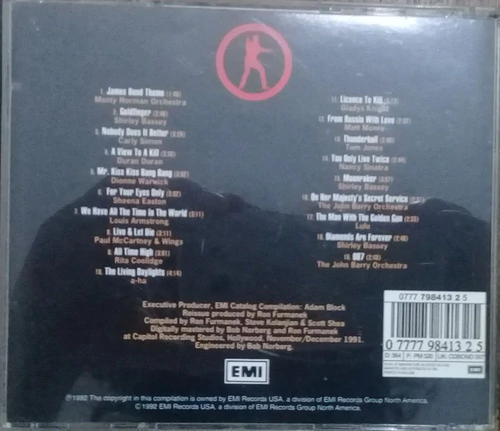 1. James Bond Theme (1:46)
Monty Norman Orchestra
2. Goldfinger
Shirley Bassey
3. Nobody Does It Better (3:29)
Carly Simon
4. A View To A Kill
Duran Duran
5. Mr. Kiss Kiss Bang Bang
Dionne Warwick
6. For Your Eyes Only (3:02)
Sheena Easton
7. We Have All The Time In The World (3:11)
Louis Armstrong
8. Live & Let Die (3:11)
Paul McCartney & Wings
9. All Time High (3:01)
Rita Coolidge
10. The Living Daylights (4:14)
a-ha
11. Licence To Kill (5:13)
Gladys Knight
12. From Russia With Love
Matt Monro
13. Thunderball
Tom Jones
14. You Only Live Twice (2:44)
Nancy Sinatra
15. Moonraker
Shirley Bassey
16. On Her Majesty's Secret Service
The John Barry Orchestra
17. The Man With The Golden Gun (2:33)
Lulu
18. Diamonds Are Forever (2:40)
Shirley Bassey
19. 007
The John Barry Orchestra
Executive Producer, EMI Catalog Compilation: Adam Block
Reissue produced by Ron Furmanek
Compiled by Ron Furmanek, Steve Kolanjian & Scott Shea
Digitally mastered by Bob Norberg and Ron Furmanek
at Capitol Recording Studios, Hollywood, November/December 1991.
Engineered by Bob Norberg.
0777 798413 2 5
0 7777 98413 2 5
EMI
℗ 1992 The copyright in this compilation is owned by EMI Records USA, a division of EMI Records Group North America.
© 1992 EMI Records USA, a division of EMI Records Group North America.